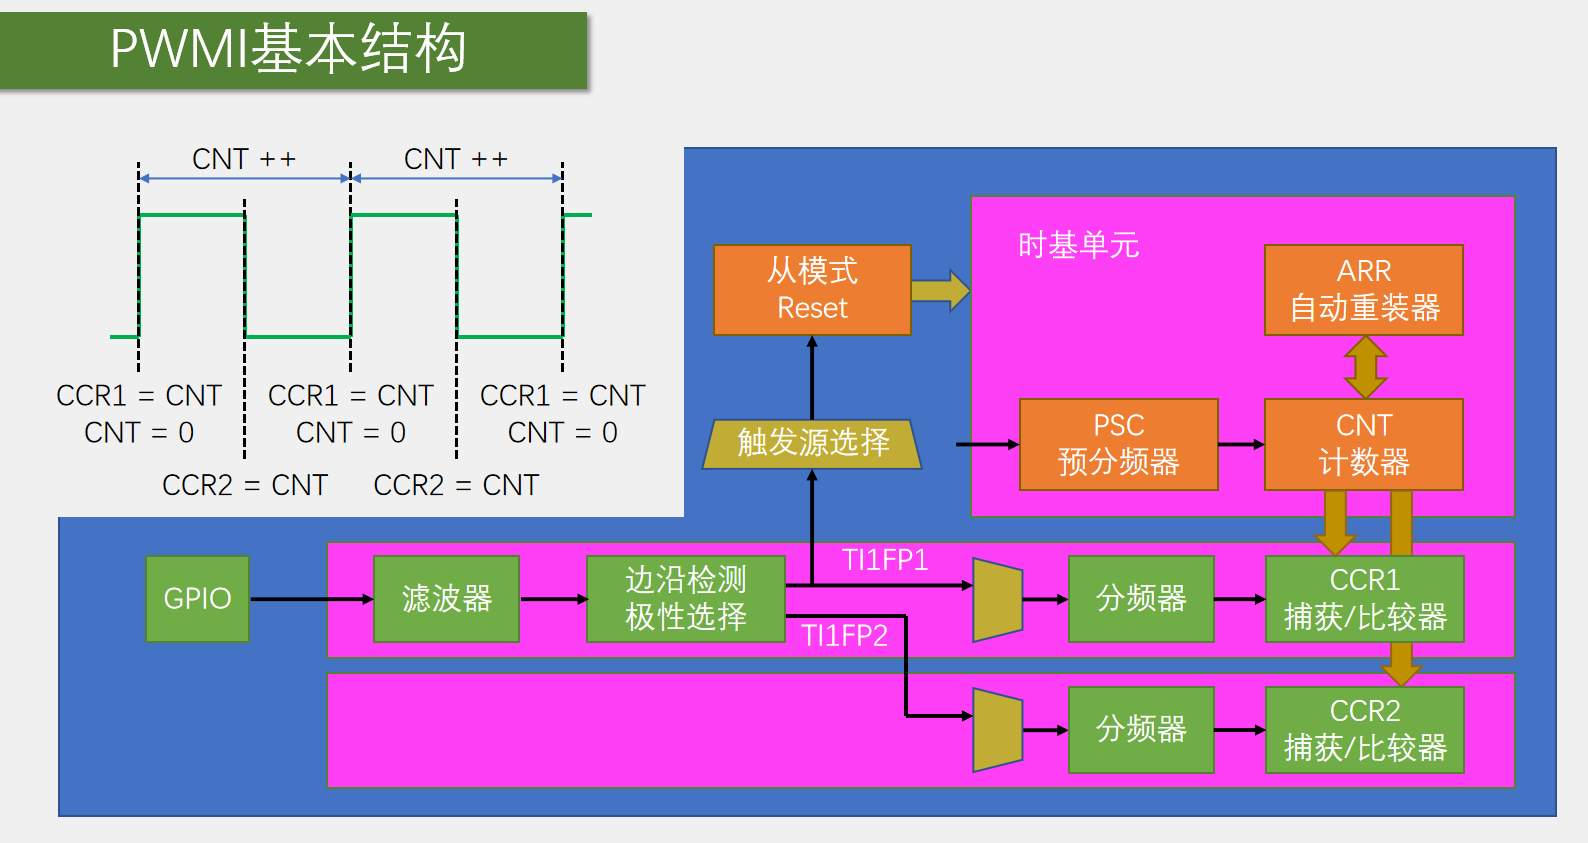 PWMI基本结构
CNT ++
CNT ++
CCR1 = CNT
CNT = 0
CCR1 = CNT
CNT = 0
CCR1 = CNT
CNT = 0
CCR2 = CNT
CCR2 = CNT
从模式
Reset
时基单元
ARR
自动重装器
触发源选择
PSC
预分频器
CNT
计数器
GPIO
滤波器
边沿检测
极性选择
TI1FP1
TI1FP2
分频器
CCR1
捕获/比较器
分频器
CCR2
捕获/比较器